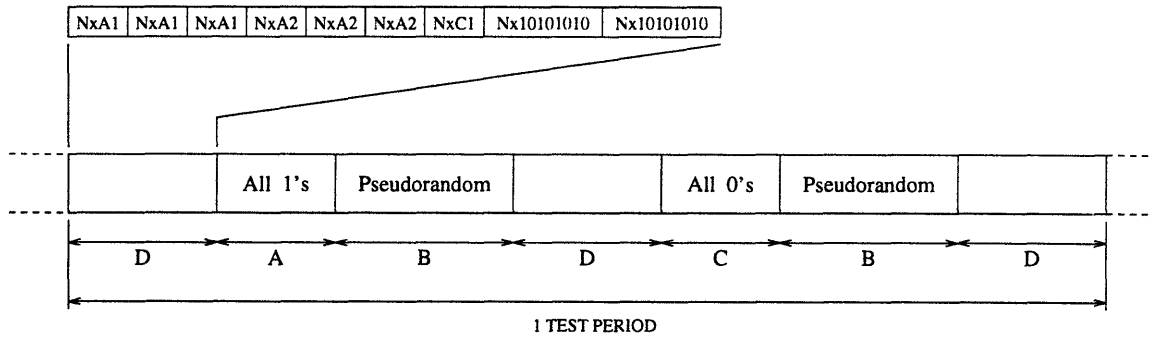 NxA1 NxA1 NxA1 NxA2 NxA2 NxA2 NxC1 Nx10101010 Nx10101010
All 1's Pseudorandom All 0's Pseudorandom
D A B D C B D
1 TEST PERIOD